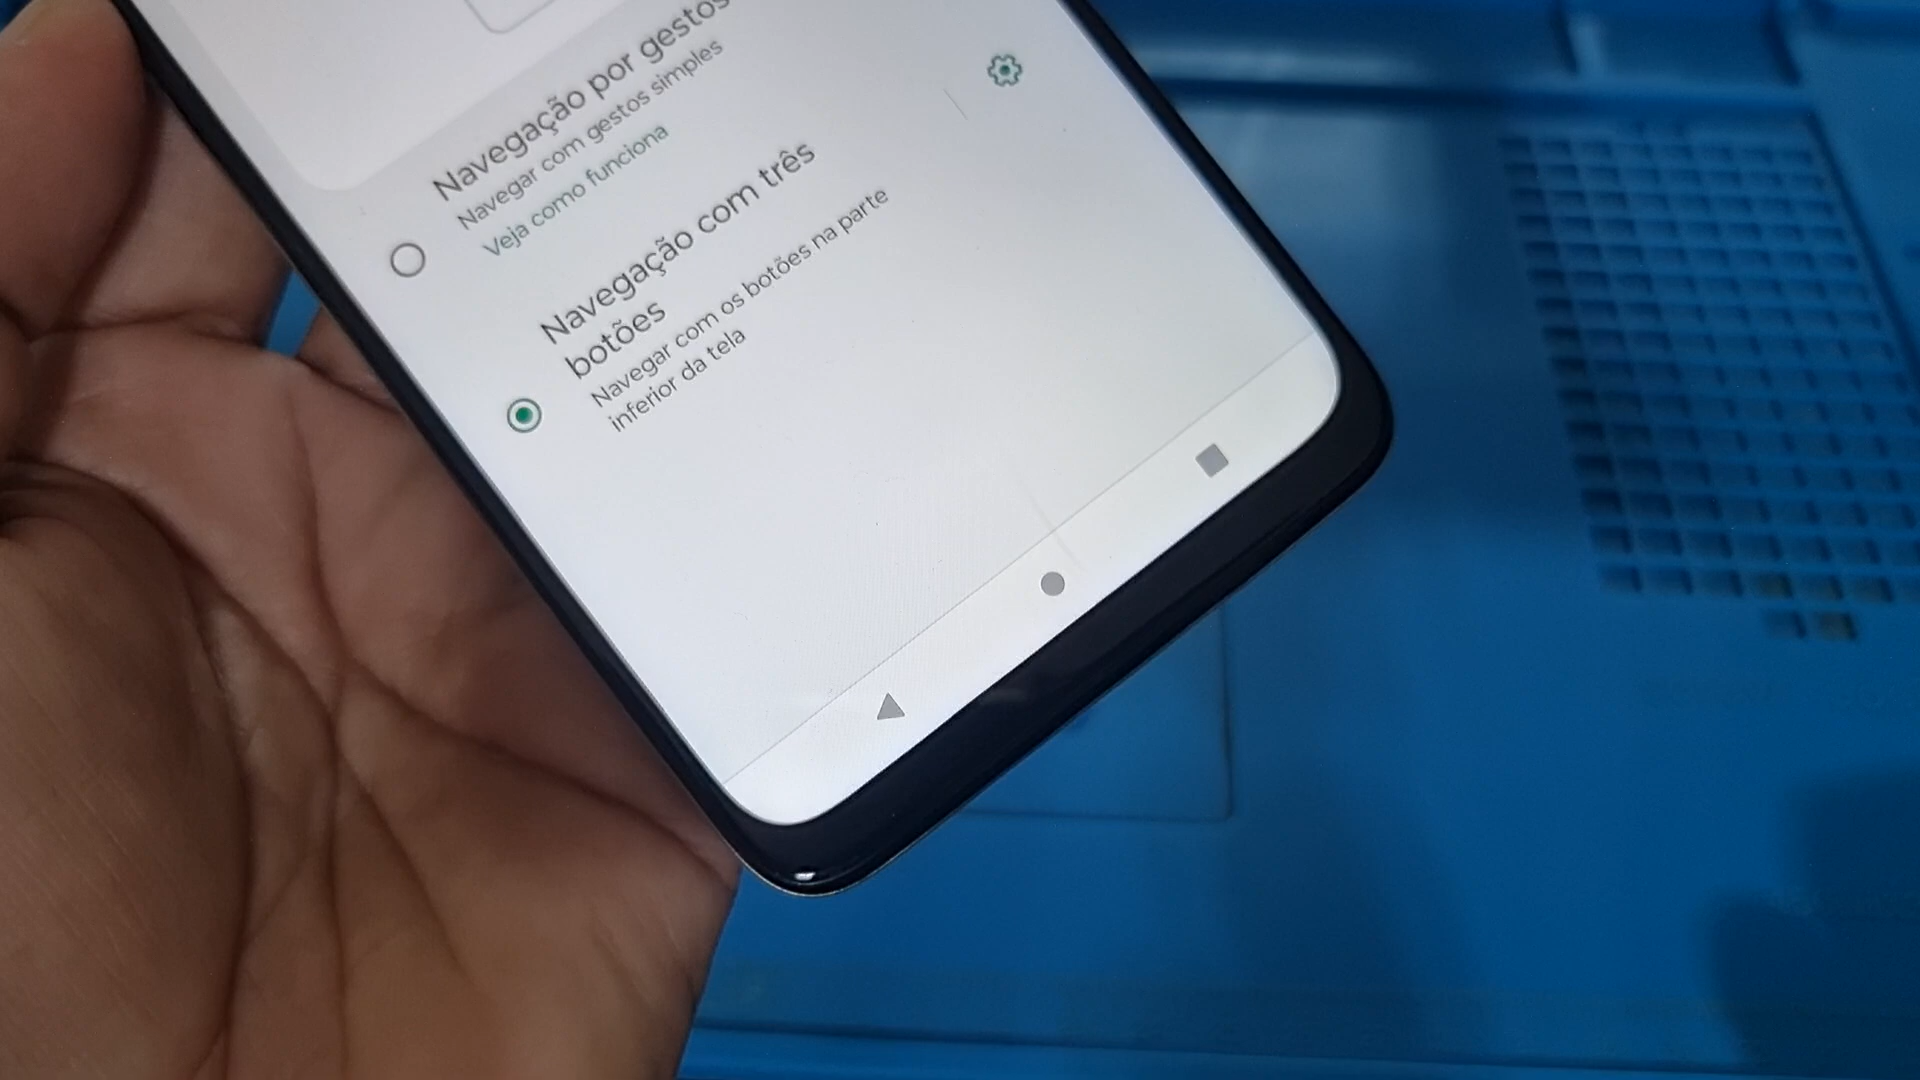 Navegação por gestos
Navegar com gestos simples
Veja como funciona
Navegação com três
botões
Navegar com os botões na parte
inferior da tela